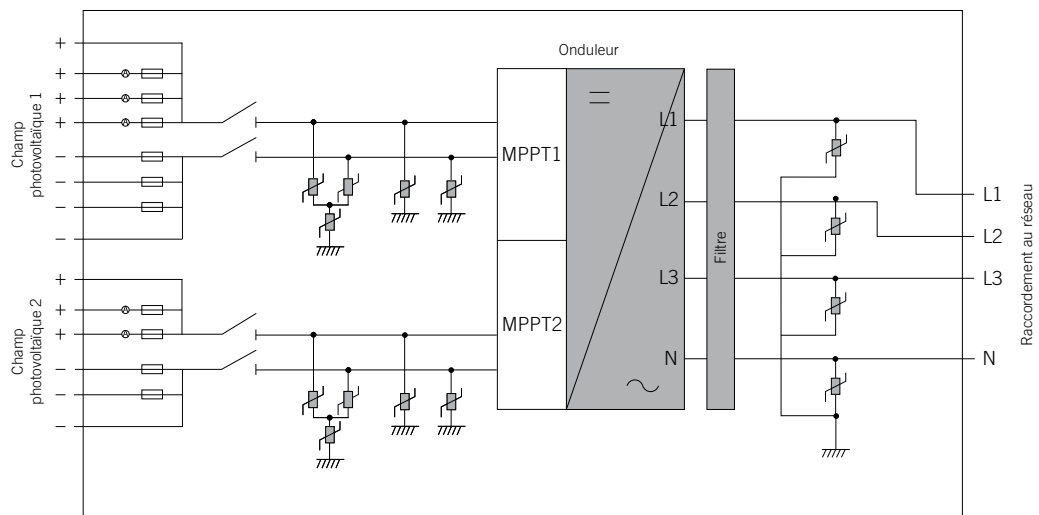 Onduleur
Champ
photovoltaïque 1
+
+
+
+
−
−
−
−
MPPT1
L1
L2
L3
N
Filtre
L1
L2
L3
N
Raccordement au réseau
Champ
photovoltaïque 2
+
+
+
−
−
−
MPPT2